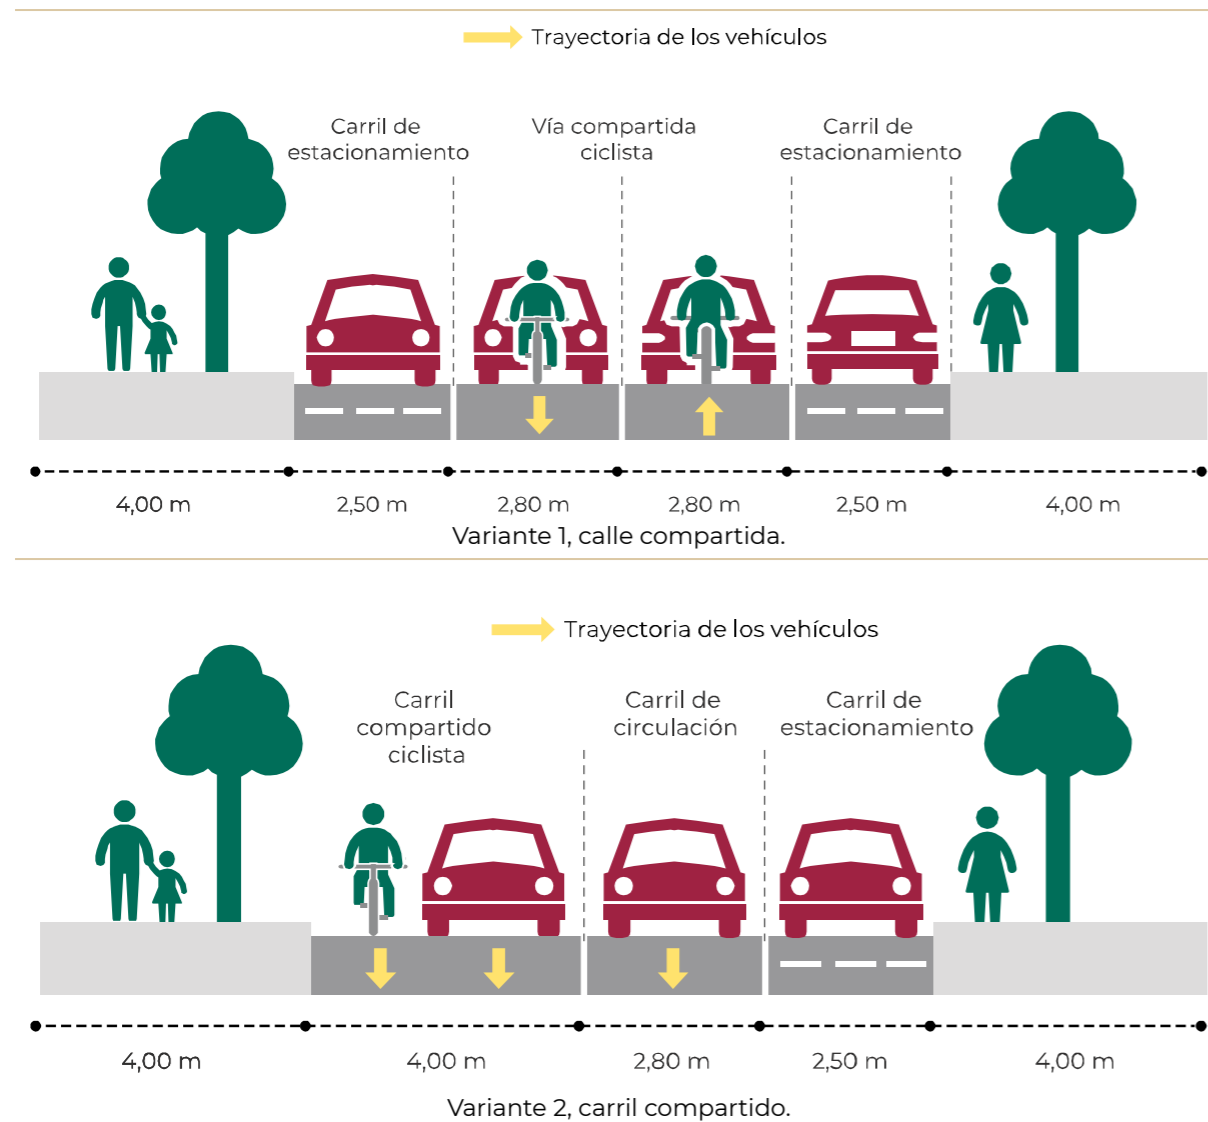 Trayectoria de los vehículos
Carril de
estacionamiento
Vía compartida
ciclista
Carril de
estacionamiento
4,00 m
2,50 m
2,80 m
2,80 m
2,50 m
4,00 m
Variante 1, calle compartida.
Trayectoria de los vehículos
Carril
compartido
ciclista
Carril de
circulación
Carril de
estacionamiento
4,00 m
4,00 m
2,80 m
2,50 m
4,00 m
Variante 2, carril compartido.